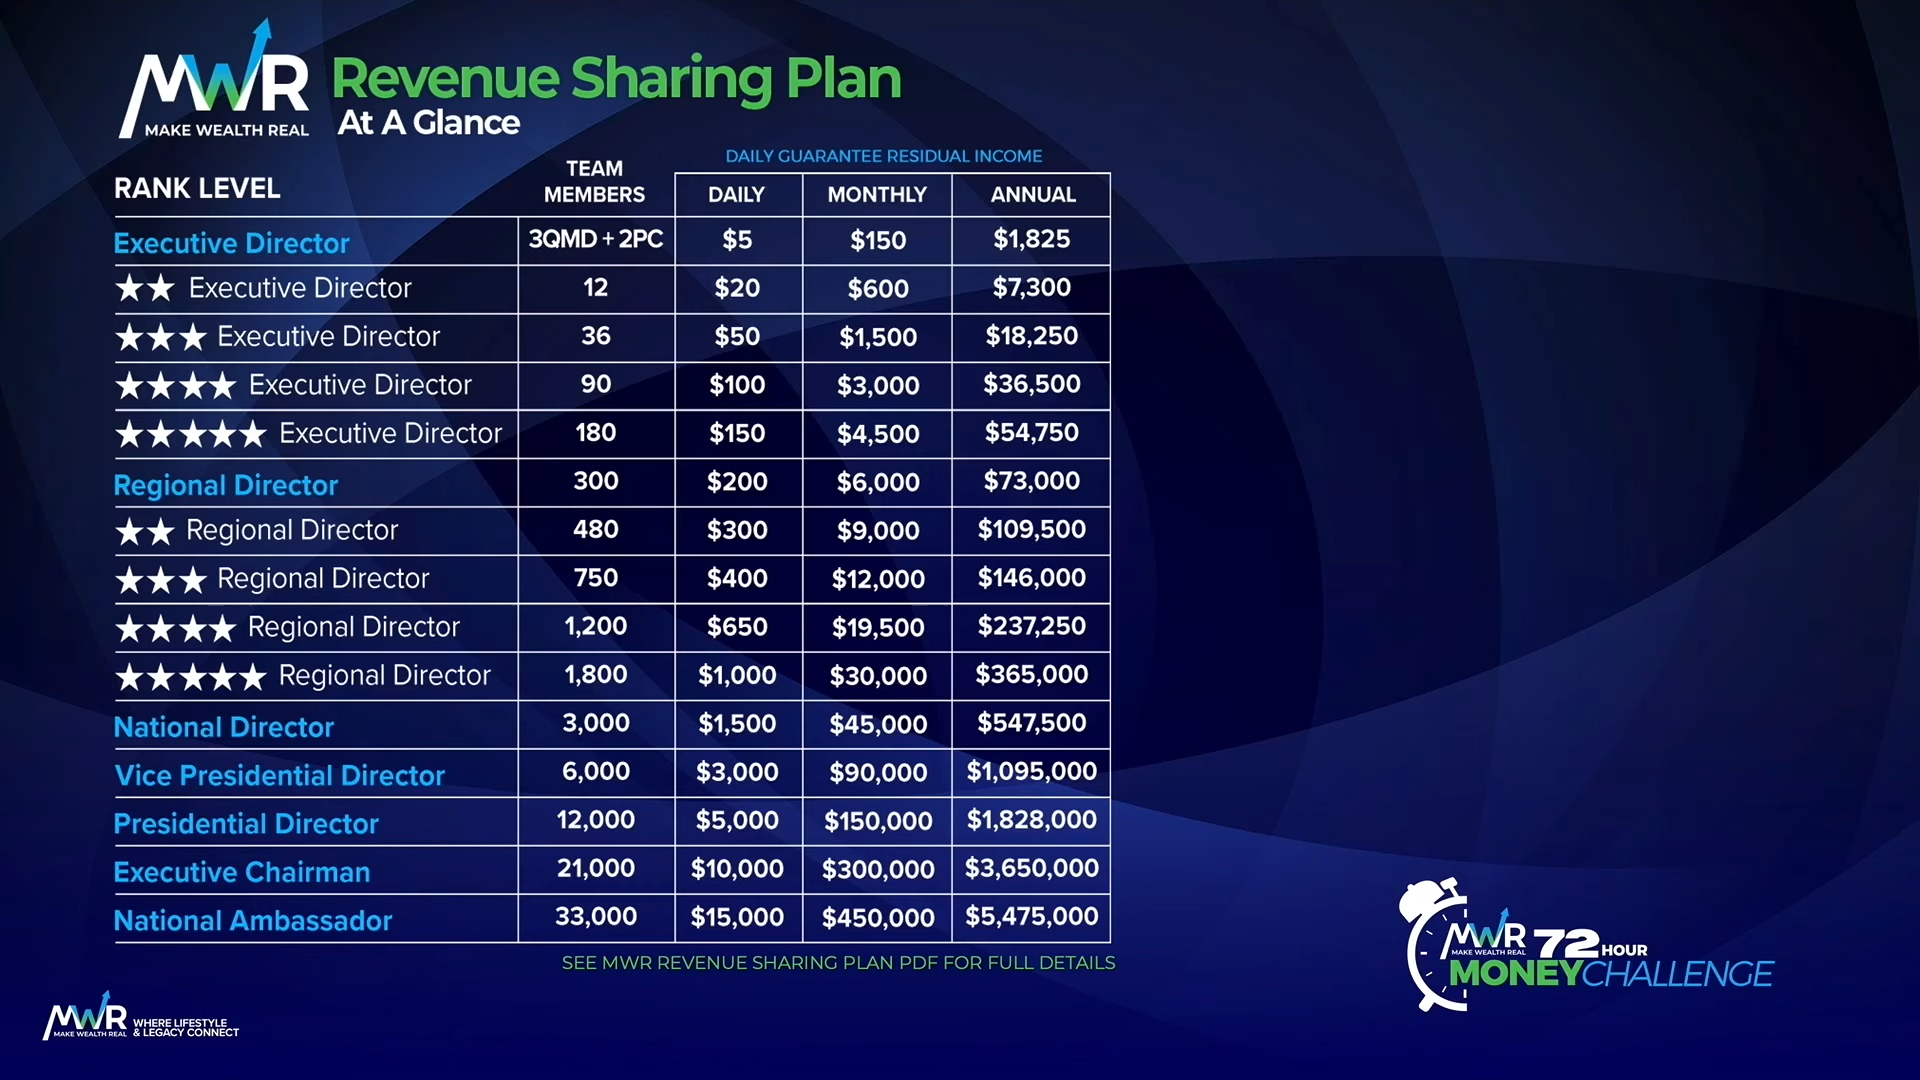 MWR
MAKE WEALTH REAL
Revenue Sharing Plan
At A Glance
DAILY GUARANTEE RESIDUAL INCOME
RANK LEVEL TEAM MEMBERS DAILY MONTHLY ANNUAL
Executive Director 3QMD + 2PC $5 $150 $1,825
★★ Executive Director 12 $20 $600 $7,300
★★★ Executive Director 36 $50 $1,500 $18,250
★★★★ Executive Director 90 $100 $3,000 $36,500
★★★★★ Executive Director 180 $150 $4,500 $54,750
Regional Director 300 $200 $6,000 $73,000
★★ Regional Director 480 $300 $9,000 $109,500
★★★ Regional Director 750 $400 $12,000 $146,000
★★★★ Regional Director 1,200 $650 $19,500 $237,250
★★★★★ Regional Director 1,800 $1,000 $30,000 $365,000
National Director 3,000 $1,500 $45,000 $547,500
Vice Presidential Director 6,000 $3,000 $90,000 $1,095,000
Presidential Director 12,000 $5,000 $150,000 $1,828,000
Executive Chairman 21,000 $10,000 $300,000 $3,650,000
National Ambassador 33,000 $15,000 $450,000 $5,475,000
SEE MWR REVENUE SHARING PLAN PDF FOR FULL DETAILS
MWR 72 HOUR
MAKE WEALTH REAL
MONEY CHALLENGE
MWR WHERE LIFESTYLE
MAKE WEALTH REAL & LEGACY CONNECT